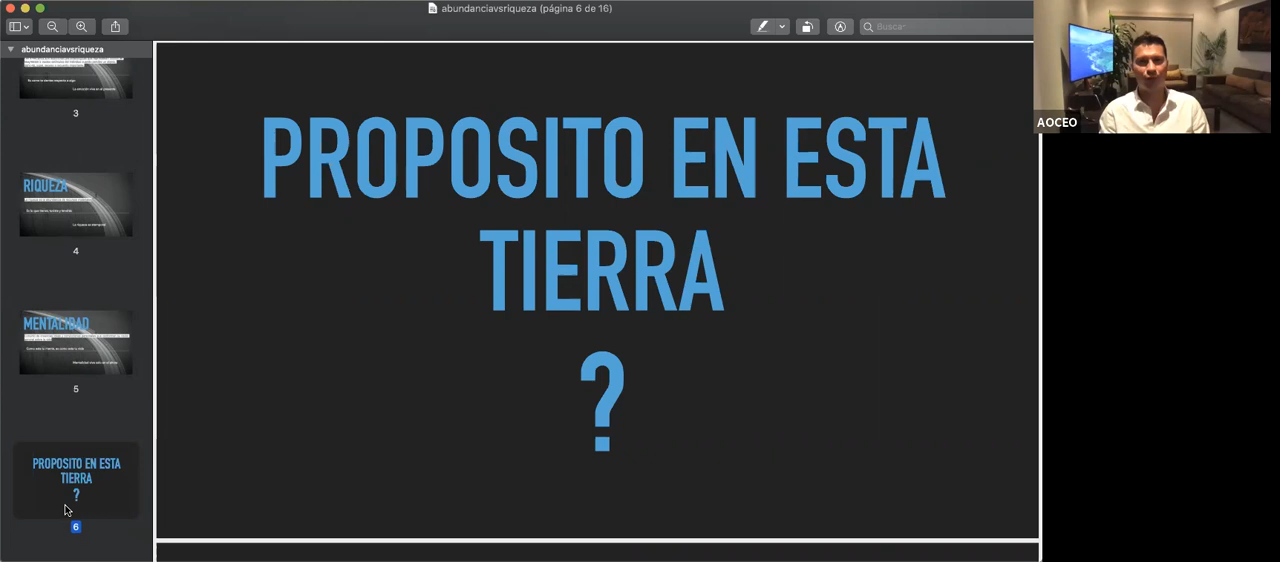 abundanciavsriqueza (página 6 de 16)
Buscar
abundanciavsriqueza
3
RIQUEZA
4
MENTALIDAD
5
PROPOSITO EN ESTA
TIERRA
?
6
PROPOSITO EN ESTA
TIERRA
?
AOCEO